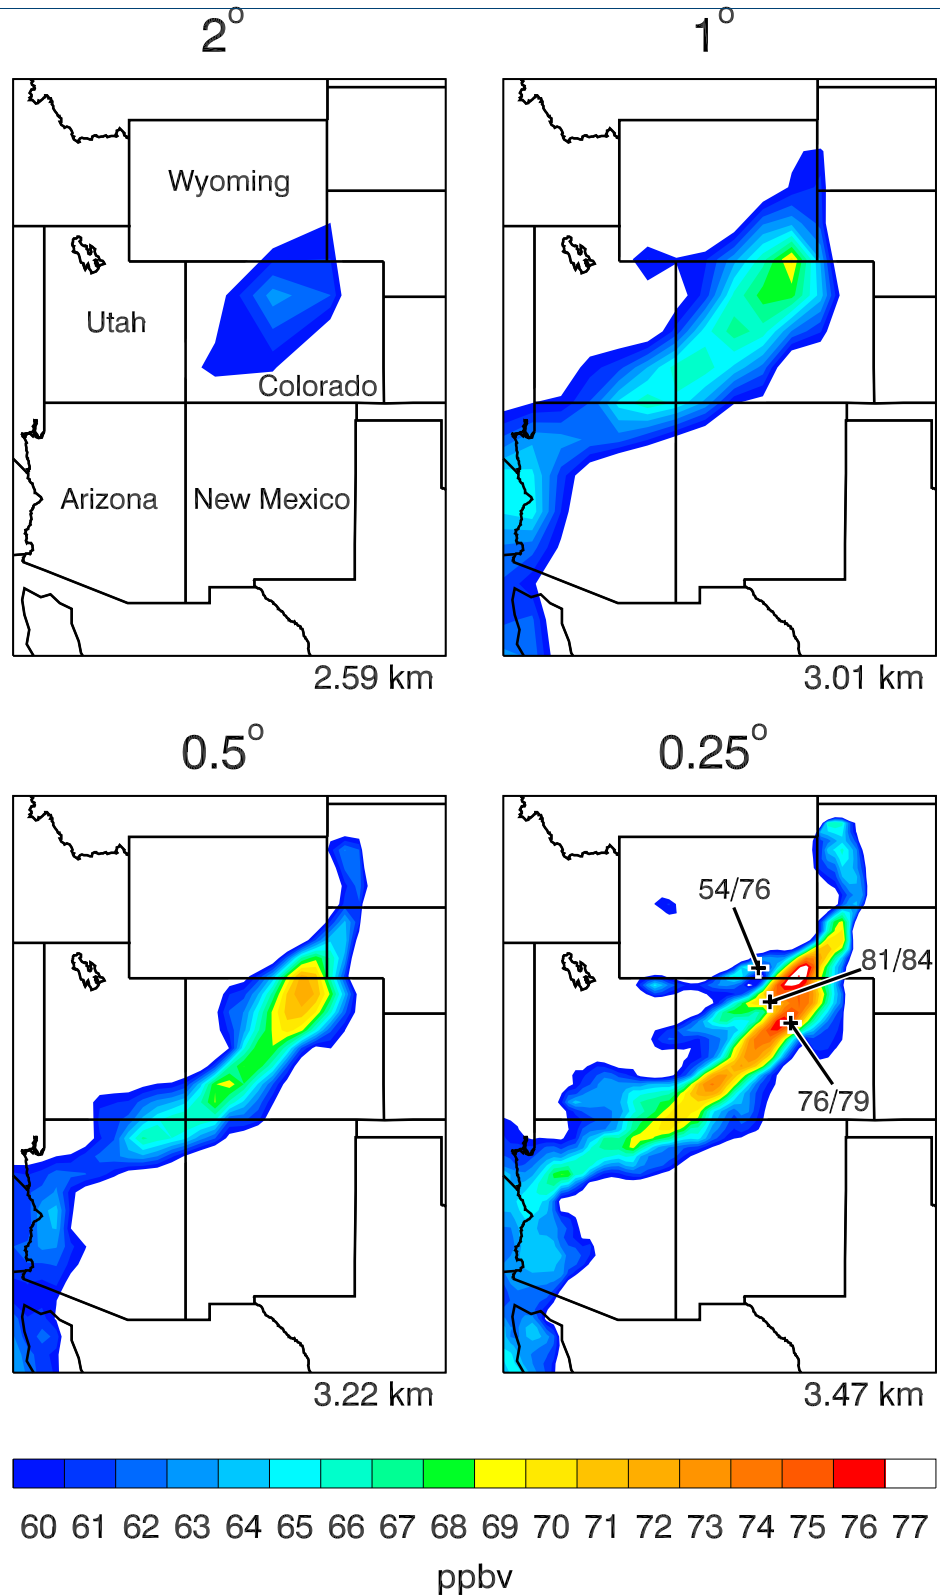 2° 1°
Wyoming
Utah
Colorado
Arizona New Mexico
2.59 km 3.01 km
0.5° 0.25°
54/76
81/84
76/79
3.22 km 3.47 km
60 61 62 63 64 65 66 67 68 69 70 71 72 73 74 75 76 77
ppbv